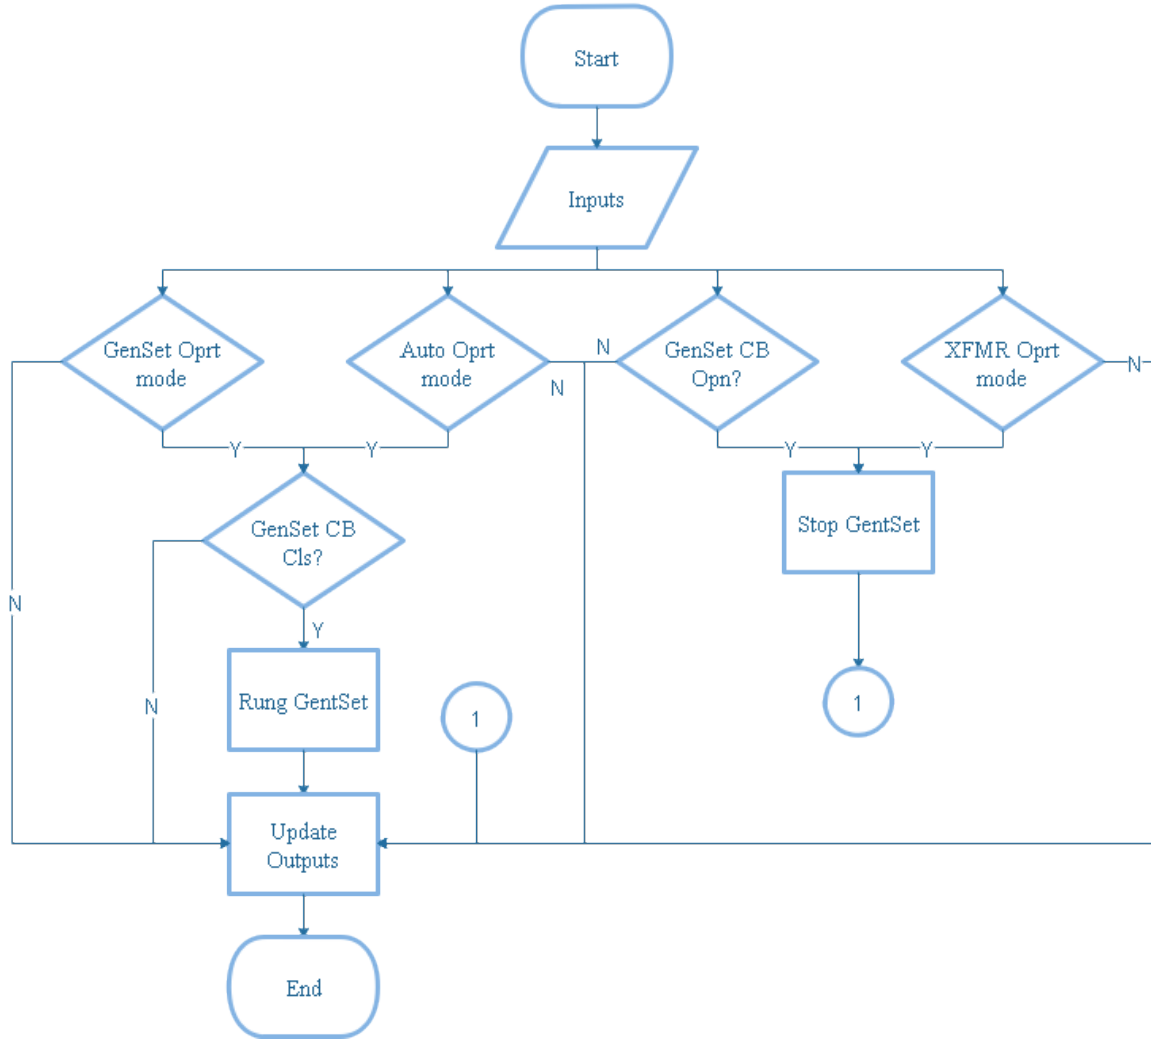 Start
Inputs
GenSet Oprt
mode
Auto Oprt
mode
N
N
GenSet CB
Opn?
XFMR Oprt
mode
N
Y
Y
Y
Y
GenSet CB
Cls?
Stop GentSet
N
Y
N
Rung GentSet
1
1
Update
Outputs
End